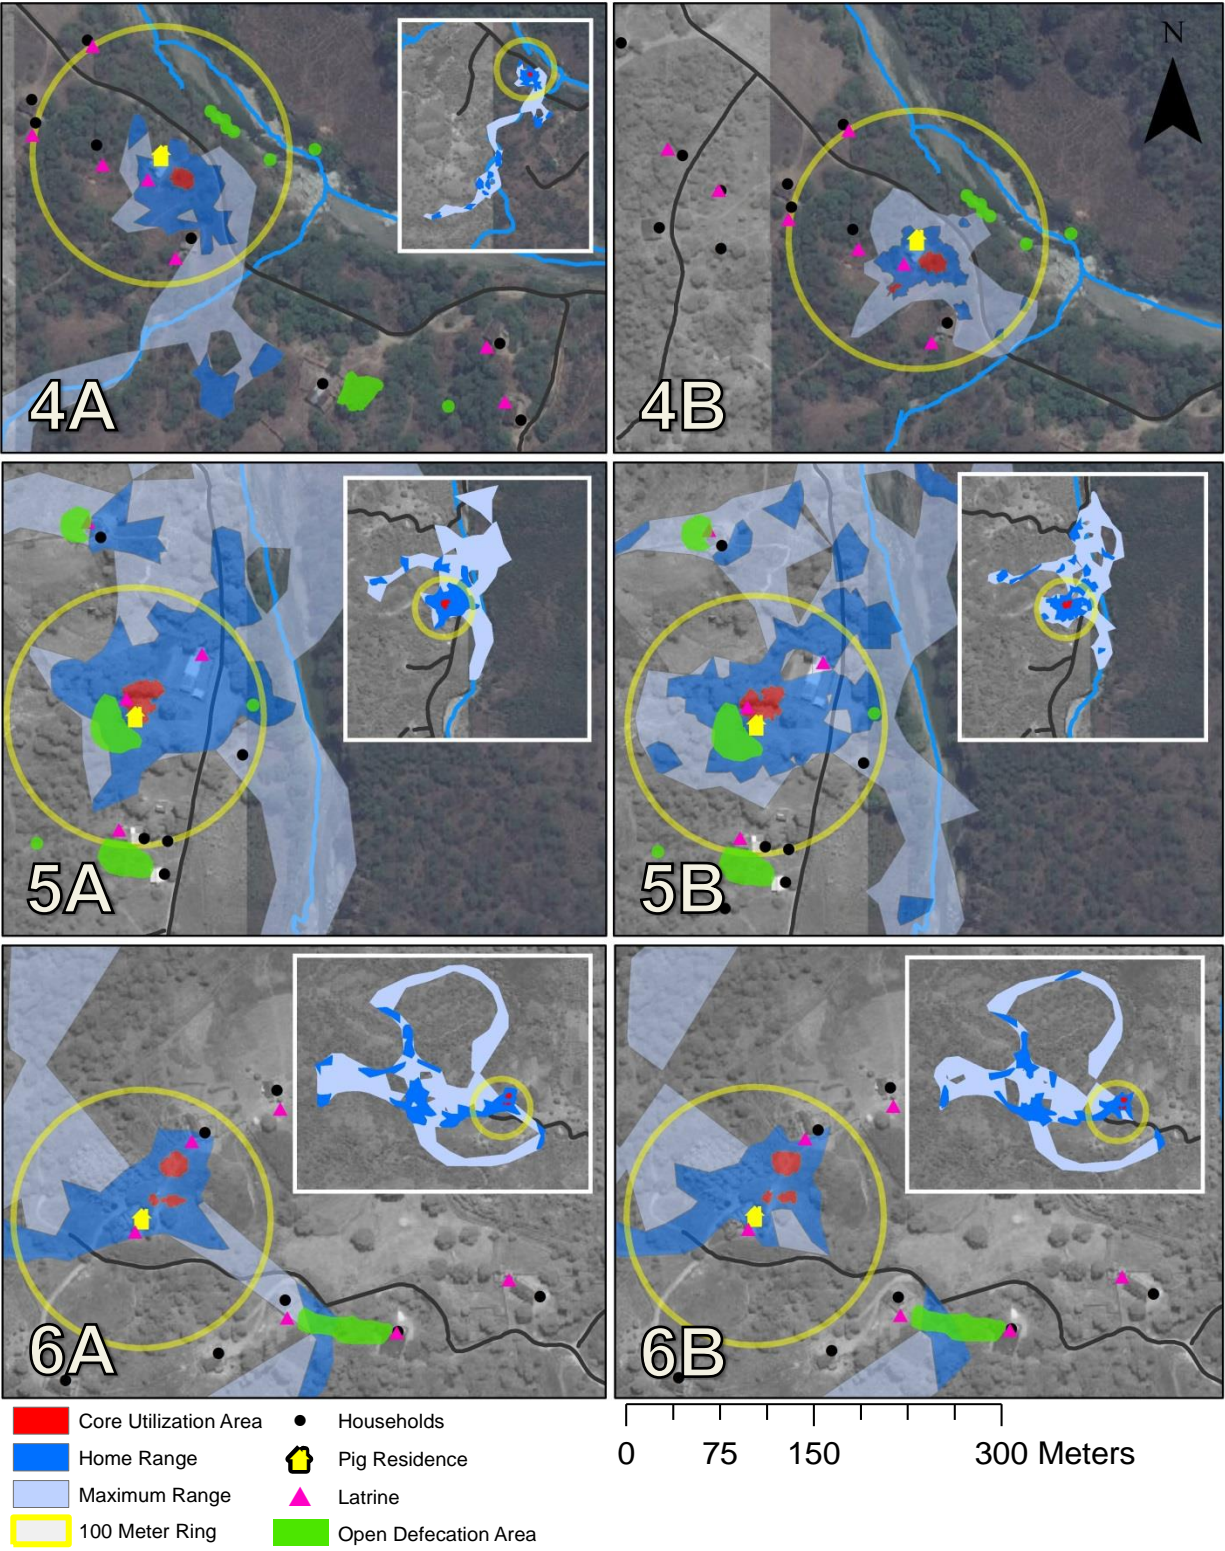 N
4A
4B
5A
5B
6A
6B
Core Utilization Area
Households
Home Range
Pig Residence
Maximum Range
Latrine
100 Meter Ring
Open Defecation Area
0 75 150 300 Meters